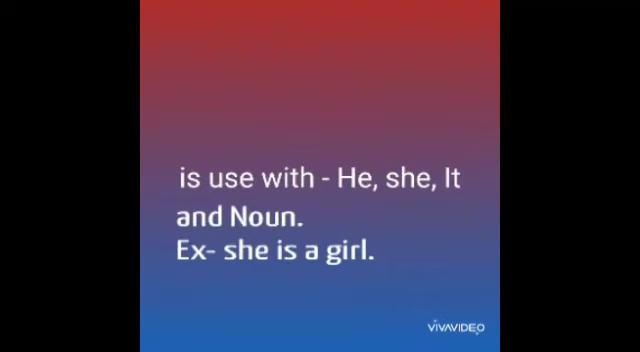 is use with - He, she, It
and Noun.
Ex- she is a girl.
VIVAVIDEO